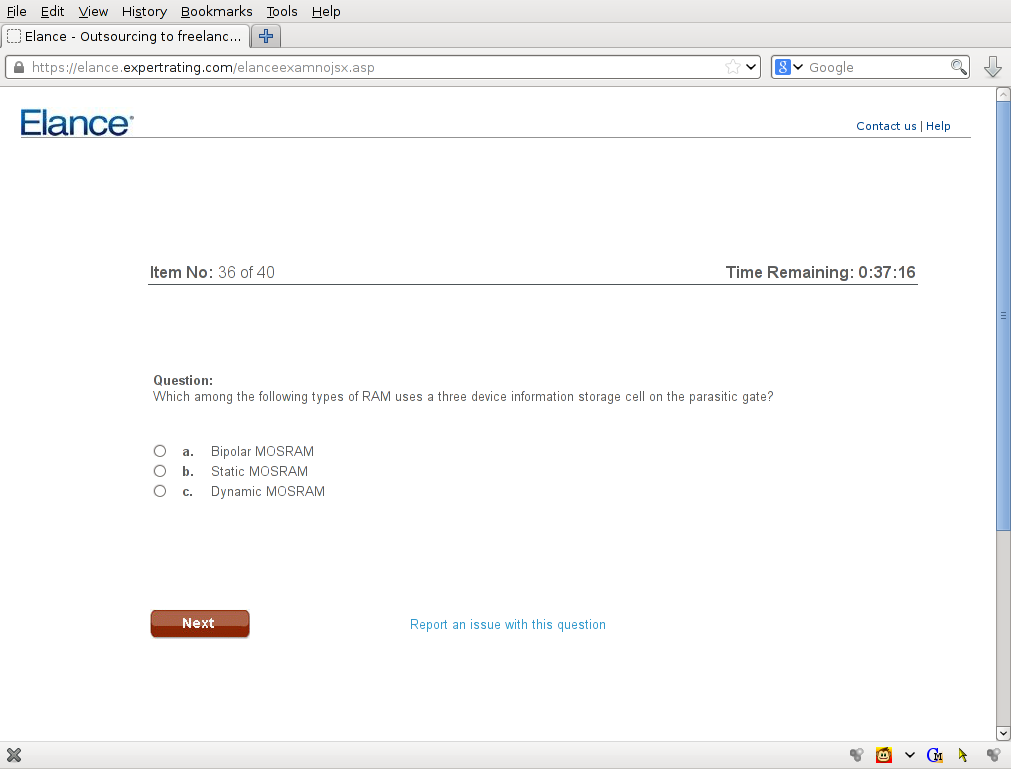 File Edit View History Bookmarks Tools Help
Elance - Outsourcing to freelanc...
https://elance.expertrating.com/elanceexamnojsx.asp
8 Google
Elance
Contact us | Help
Item No: 36 of 40
Time Remaining: 0:37:16
Question:
Which among the following types of RAM uses a three device information storage cell on the parasitic gate?
a. Bipolar MOSRAM
b. Static MOSRAM
c. Dynamic MOSRAM
Next
Report an issue with this question